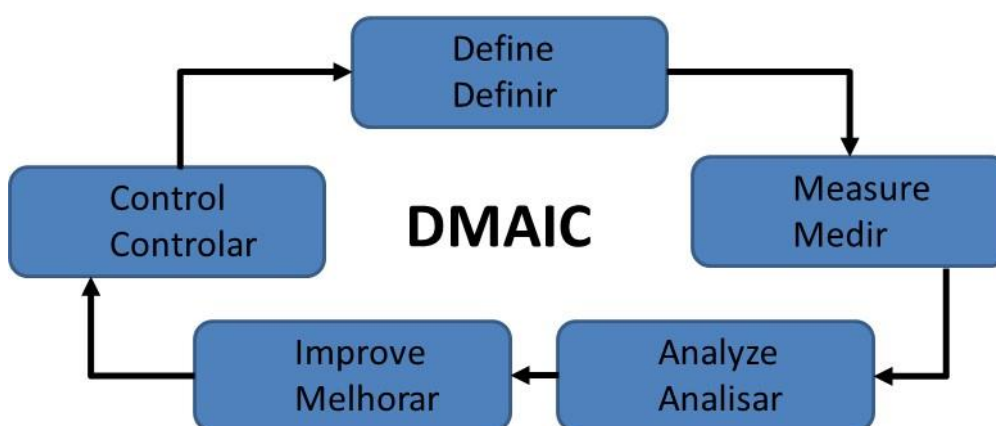 Define
Definir
Measure
Medir
DMAIC
Control
Controlar
Analyze
Analisar
Improve
Melhorar